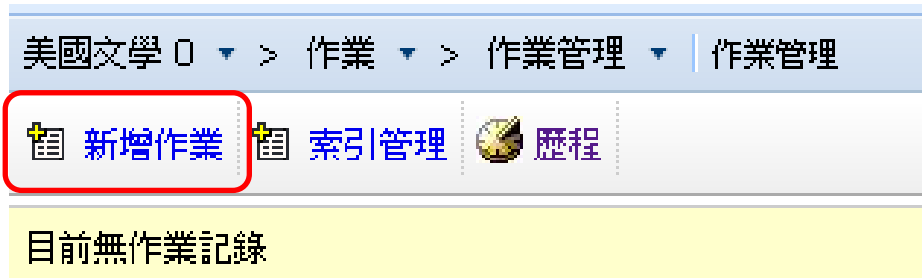 美國文學 0 > 作業 > 作業管理 作業管理
新增作業 索引管理 歷程
目前無作業記錄